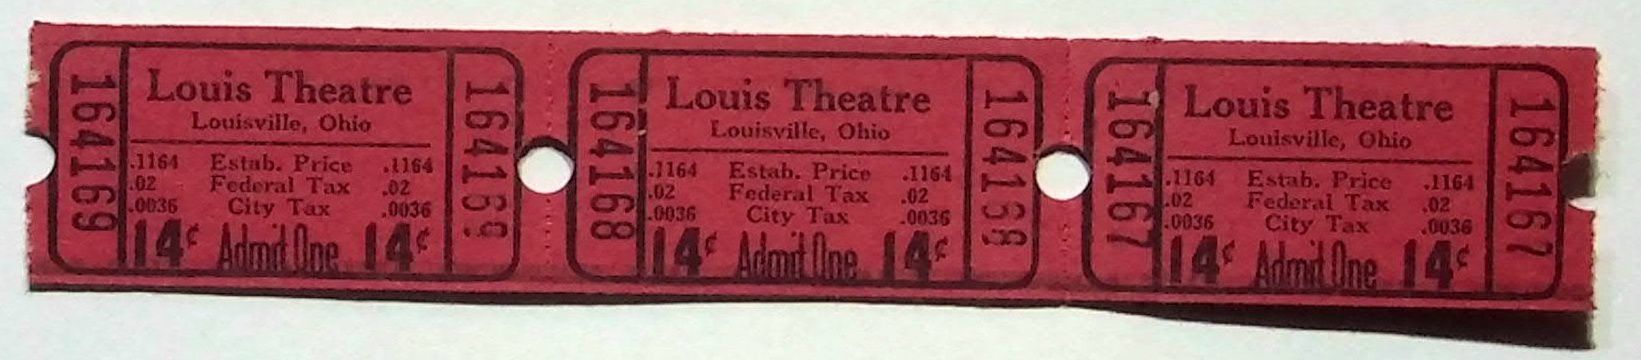 164169
Louis Theatre
Louisville, Ohio
.1164 Estab. Price .1164
.02 Federal Tax .02
.0036 City Tax .0036
14¢ Admit One 14¢
164169
164168
Louis Theatre
Louisville, Ohio
.1164 Estab. Price .1164
.02 Federal Tax .02
.0036 City Tax .0036
14¢ Admit One 14¢
164168
164167
Louis Theatre
Louisville, Ohio
.1164 Estab. Price .1164
.02 Federal Tax .02
.0036 City Tax .0036
14¢ Admit One 14¢
164167